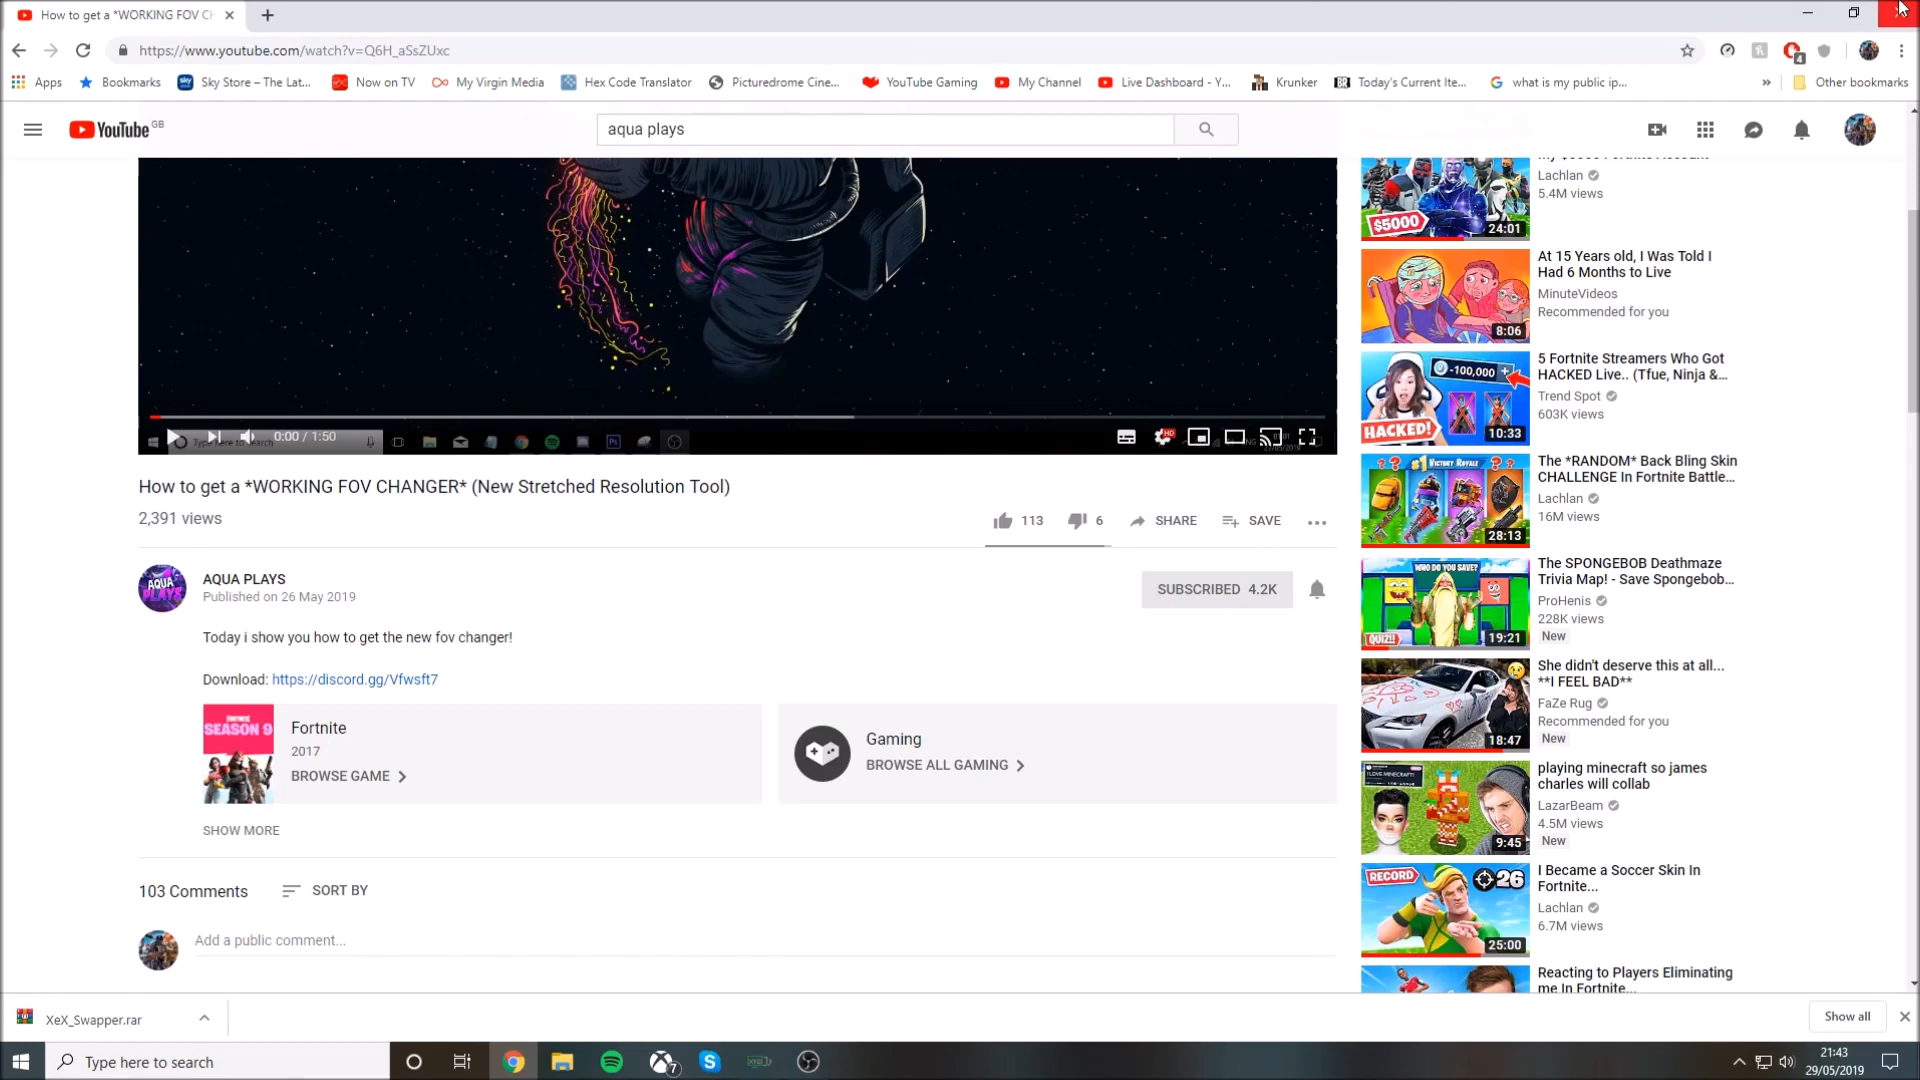 How to get a *WORKING FOV CH
https://www.youtube.com/watch?v=Q6H_aSsZUxc
4
Apps
Bookmarks
Sky Store – The Lat...
Now on TV
My Virgin Media
Hex Code Translator
Picturedrome Cine...
YouTube Gaming
My Channel
Live Dashboard - Y...
Krunker
Today's Current Ite...
what is my public ip...
»
Other bookmarks
YouTube GB
aqua plays
0:00 / 1:50
Type here to search
HD
27/05/2019
How to get a *WORKING FOV CHANGER* (New Stretched Resolution Tool)
2,391 views
113
6
SHARE
SAVE
AQUA PLAYS
AQUA PLAYS
Published on 26 May 2019
SUBSCRIBED 4.2K
Today i show you how to get the new fov changer!
Download: https://discord.gg/Vfwsft7
FORTNITE
SEASON 9
Fortnite
2017
BROWSE GAME
Gaming
BROWSE ALL GAMING
SHOW MORE
103 Comments
SORT BY
Add a public comment...
Lachlan
5.4M views
$5000
24:01
At 15 Years old, I Was Told I
Had 6 Months to Live
MinuteVideos
Recommended for you
8:06
5 Fortnite Streamers Who Got
HACKED Live.. (Tfue, Ninja &...
Trend Spot
603K views
-100,000 +
HACKED!
10:33
The *RANDOM* Back Bling Skin
CHALLENGE In Fortnite Battle...
Lachlan
16M views
?? #1 VICTORY ROYALE ??
28:13
The SPONGEBOB Deathmaze
Trivia Map! - Save Spongebob...
ProHenis
228K views
New
WHO DO YOU SAVE?
QUIZ!!
19:21
She didn't deserve this at all...
**I FEEL BAD**
FaZe Rug
Recommended for you
New
18:47
playing minecraft so james
charles will collab
LazarBeam
4.5M views
New
I LOVE MINECRAFT!
9:45
I Became a Soccer Skin In
Fortnite...
Lachlan
6.7M views
RECORD
26
25:00
Reacting to Players Eliminating
me In Fortnite...
XeX_Swapper.rar
Show all
Type here to search
7
21:43
29/05/2019